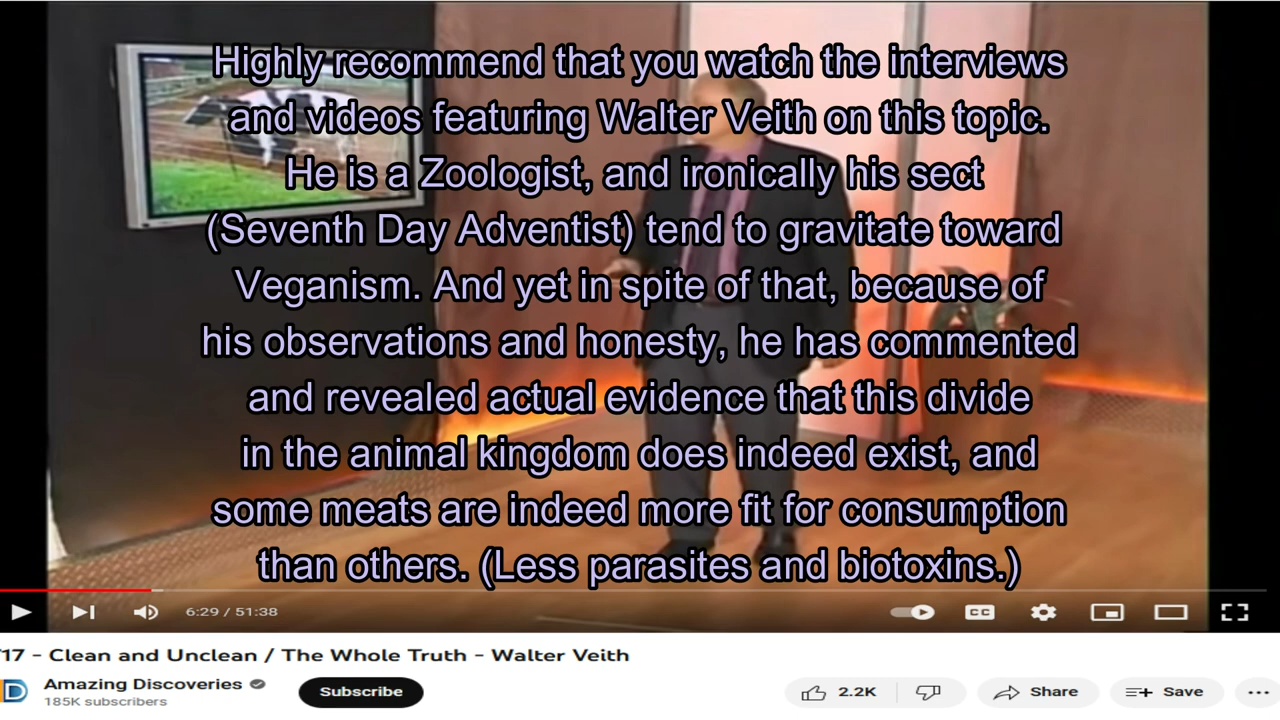 Highly recommend that you watch the interviews
and videos featuring Walter Veith on this topic.
He is a Zoologist, and ironically his sect
(Seventh Day Adventist) tend to gravitate toward
Veganism. And yet in spite of that, because of
his observations and honesty, he has commented
and revealed actual evidence that this divide
in the animal kingdom does indeed exist, and
some meats are indeed more fit for consumption
than others. (Less parasites and biotoxins.)
6:29 / 51:38
CC
17 - Clean and Unclean / The Whole Truth - Walter Veith
Amazing Discoveries
185K subscribers
Subscribe
2.2K
Share
Save